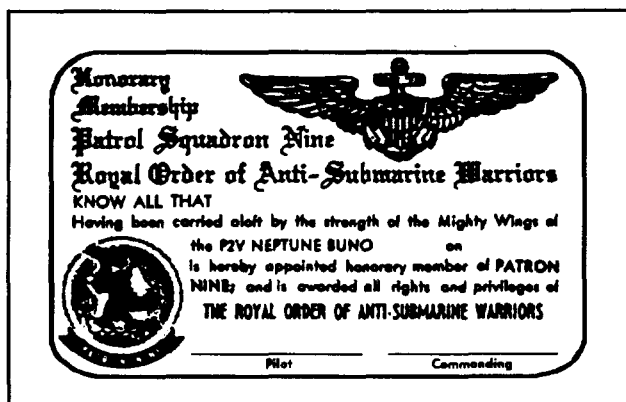 Honorary
Membership
Patrol Squadron Nine
Royal Order of Anti-Submarine Warriors
KNOW ALL THAT
Having been carried aloft by the strength of the Mighty Wings of
the P2V NEPTUNE BUNO on
is hereby appointed honorary member of PATRON
NINE; and is awarded all rights and privileges of
THE ROYAL ORDER OF ANTI-SUBMARINE WARRIORS
Pilot Commanding